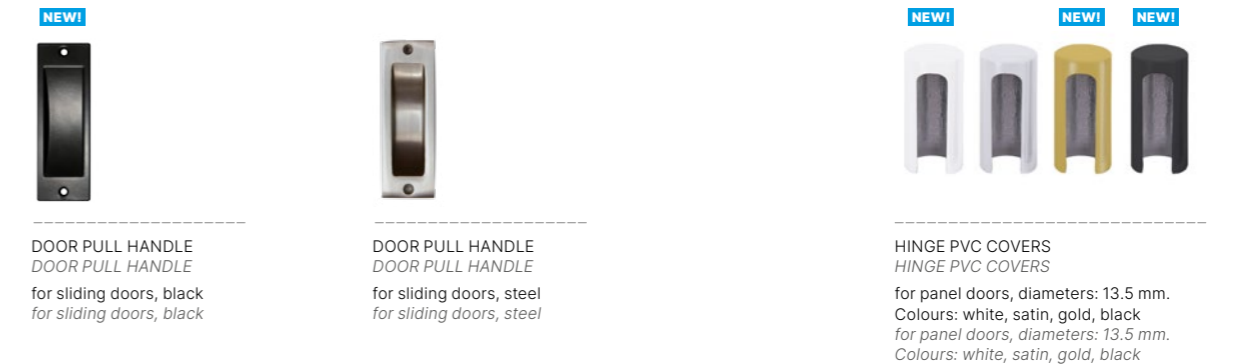 NEW!
DOOR PULL HANDLE
DOOR PULL HANDLE
for sliding doors, black
for sliding doors, black
DOOR PULL HANDLE
DOOR PULL HANDLE
for sliding doors, steel
for sliding doors, steel
NEW!
NEW!
NEW!
HINGE PVC COVERS
HINGE PVC COVERS
for panel doors, diameters: 13.5 mm.
Colours: white, satin, gold, black
for panel doors, diameters: 13.5 mm.
Colours: white, satin, gold, black